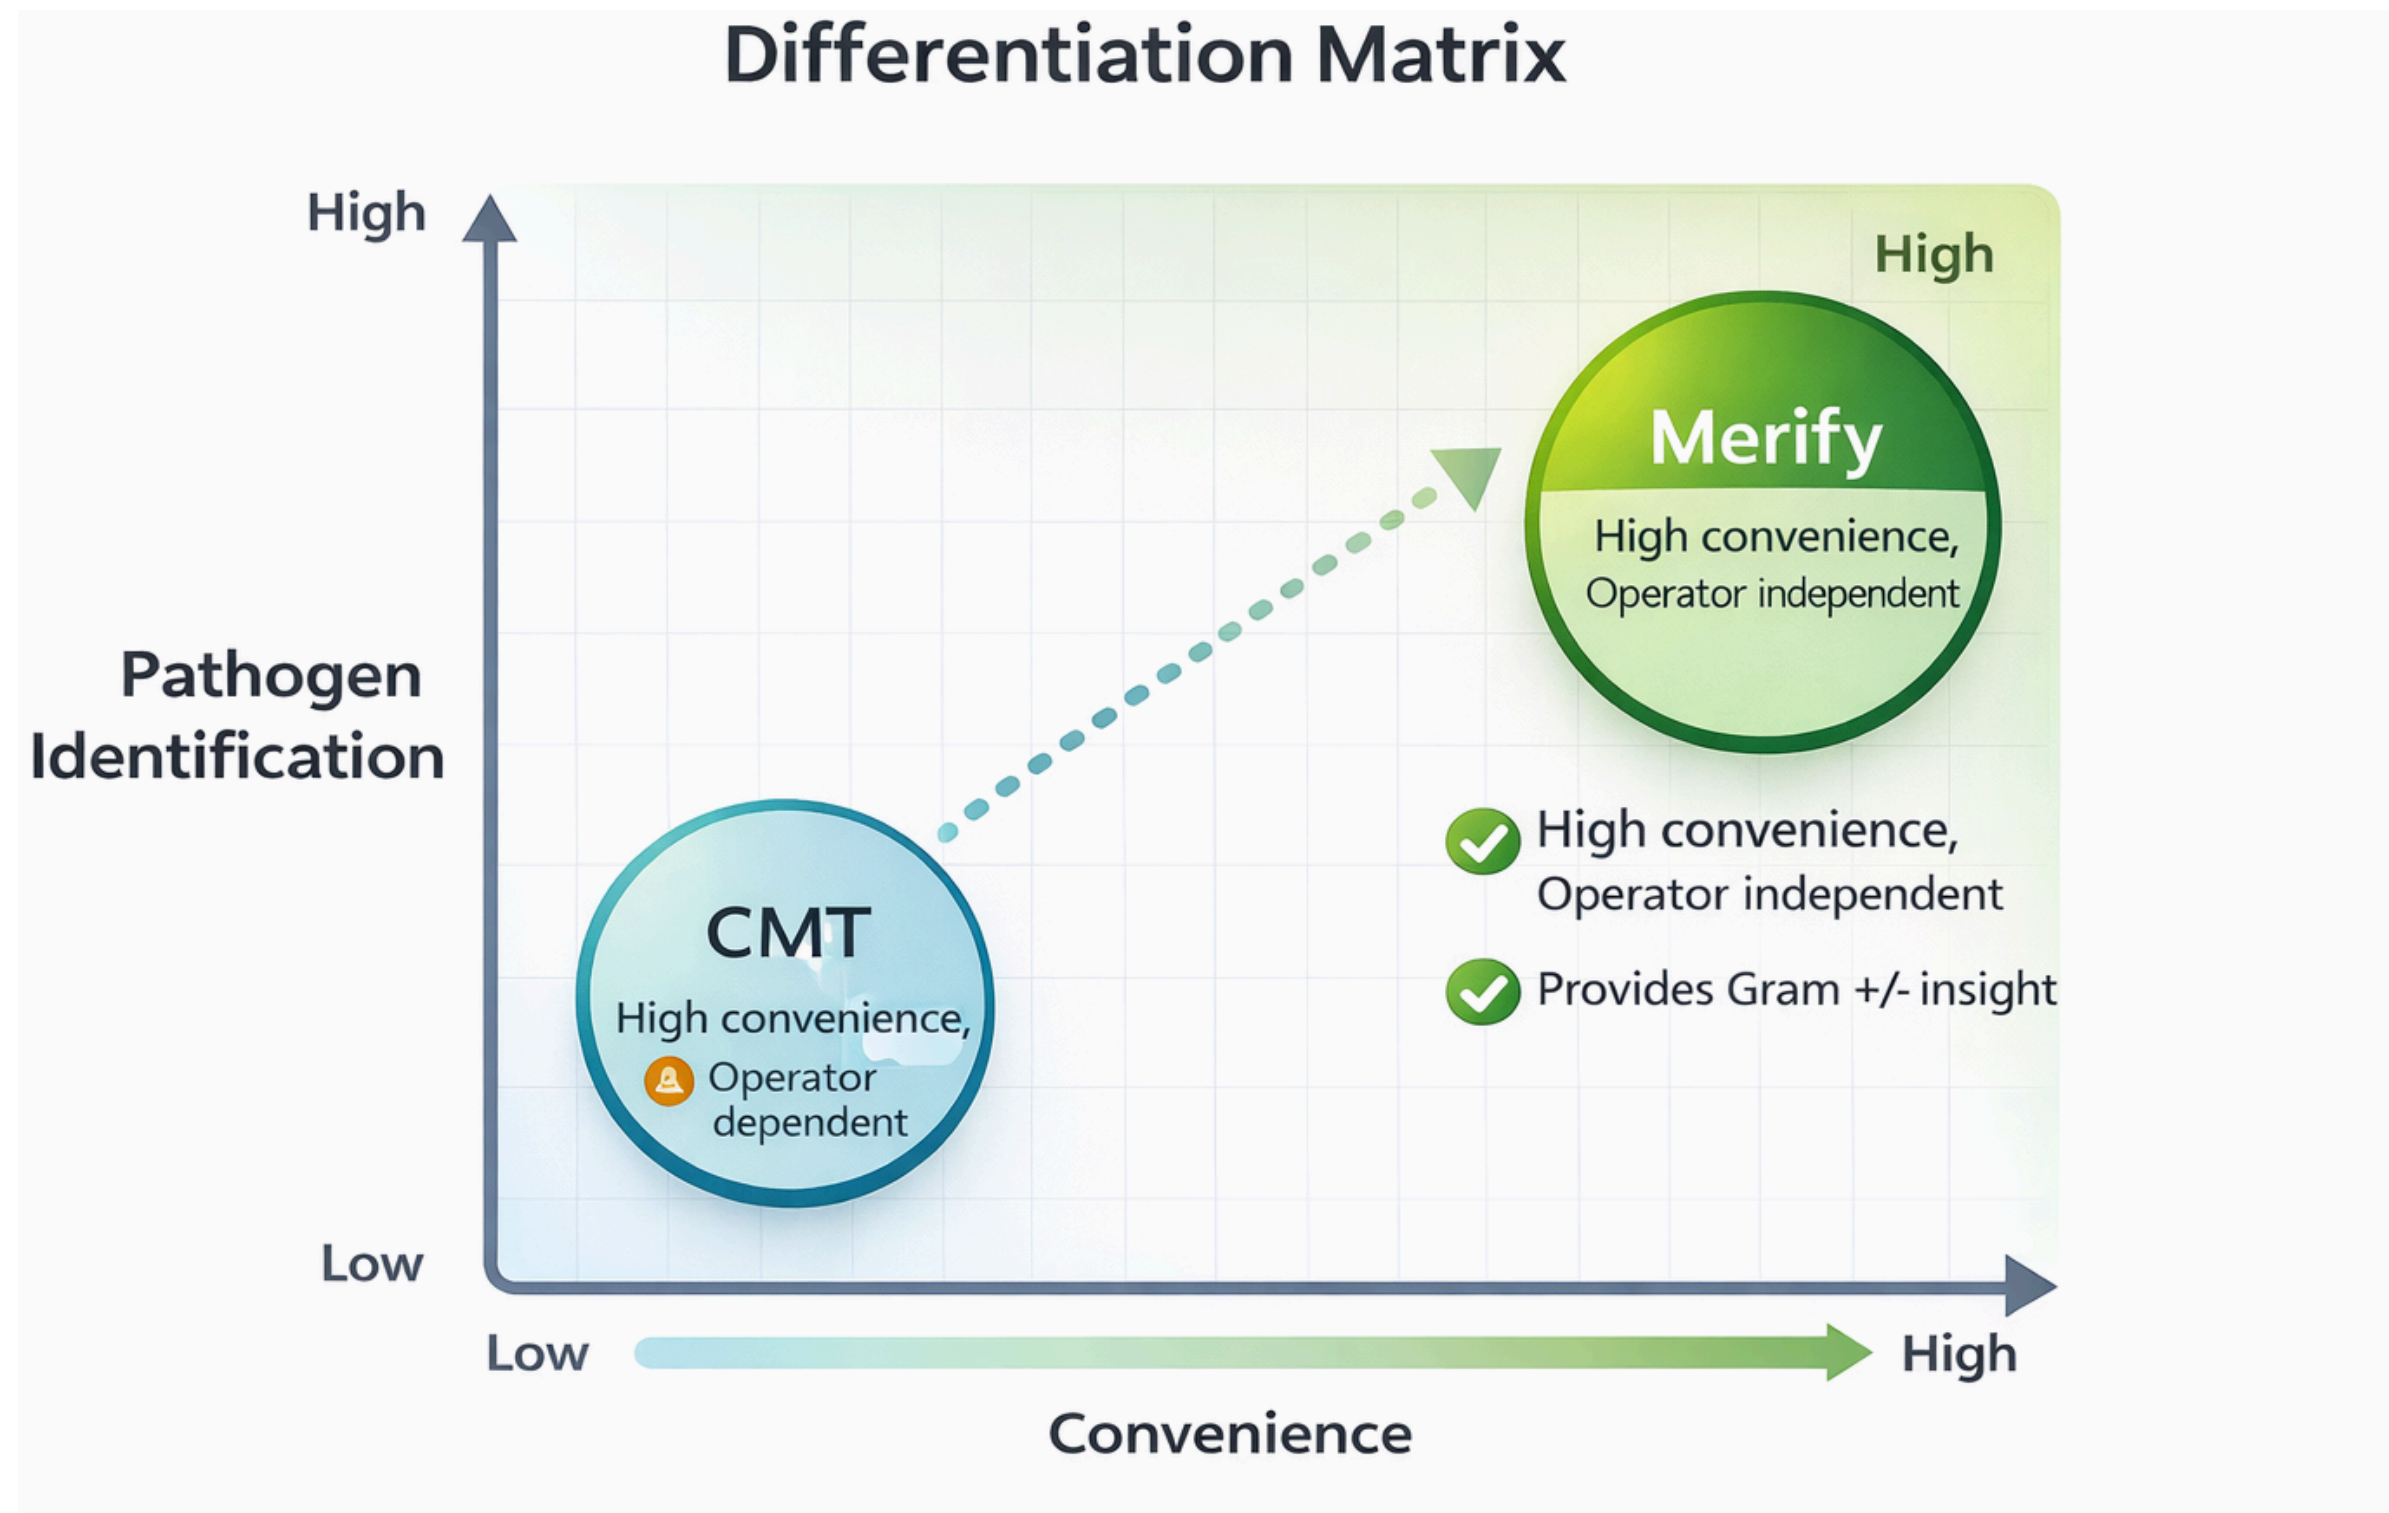 Differentiation Matrix
High
High
Merify
High convenience,
Operator independent
Pathogen
Identification
High convenience,
Operator independent
CMT
Provides Gram +/- insight
High convenience,
Operator
dependent
Low
Low
High
Convenience